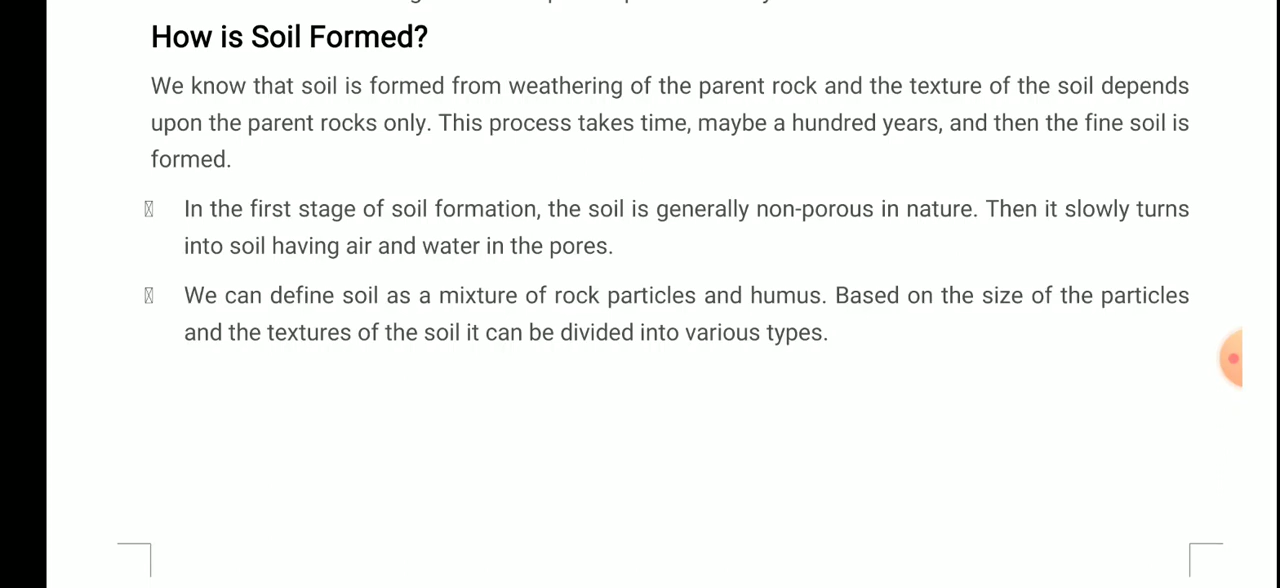 How is Soil Formed?
We know that soil is formed from weathering of the parent rock and the texture of the soil depends
upon the parent rocks only. This process takes time, maybe a hundred years, and then the fine soil is
formed.
In the first stage of soil formation, the soil is generally non-porous in nature. Then it slowly turns
into soil having air and water in the pores.
We can define soil as a mixture of rock particles and humus. Based on the size of the particles
and the textures of the soil it can be divided into various types.